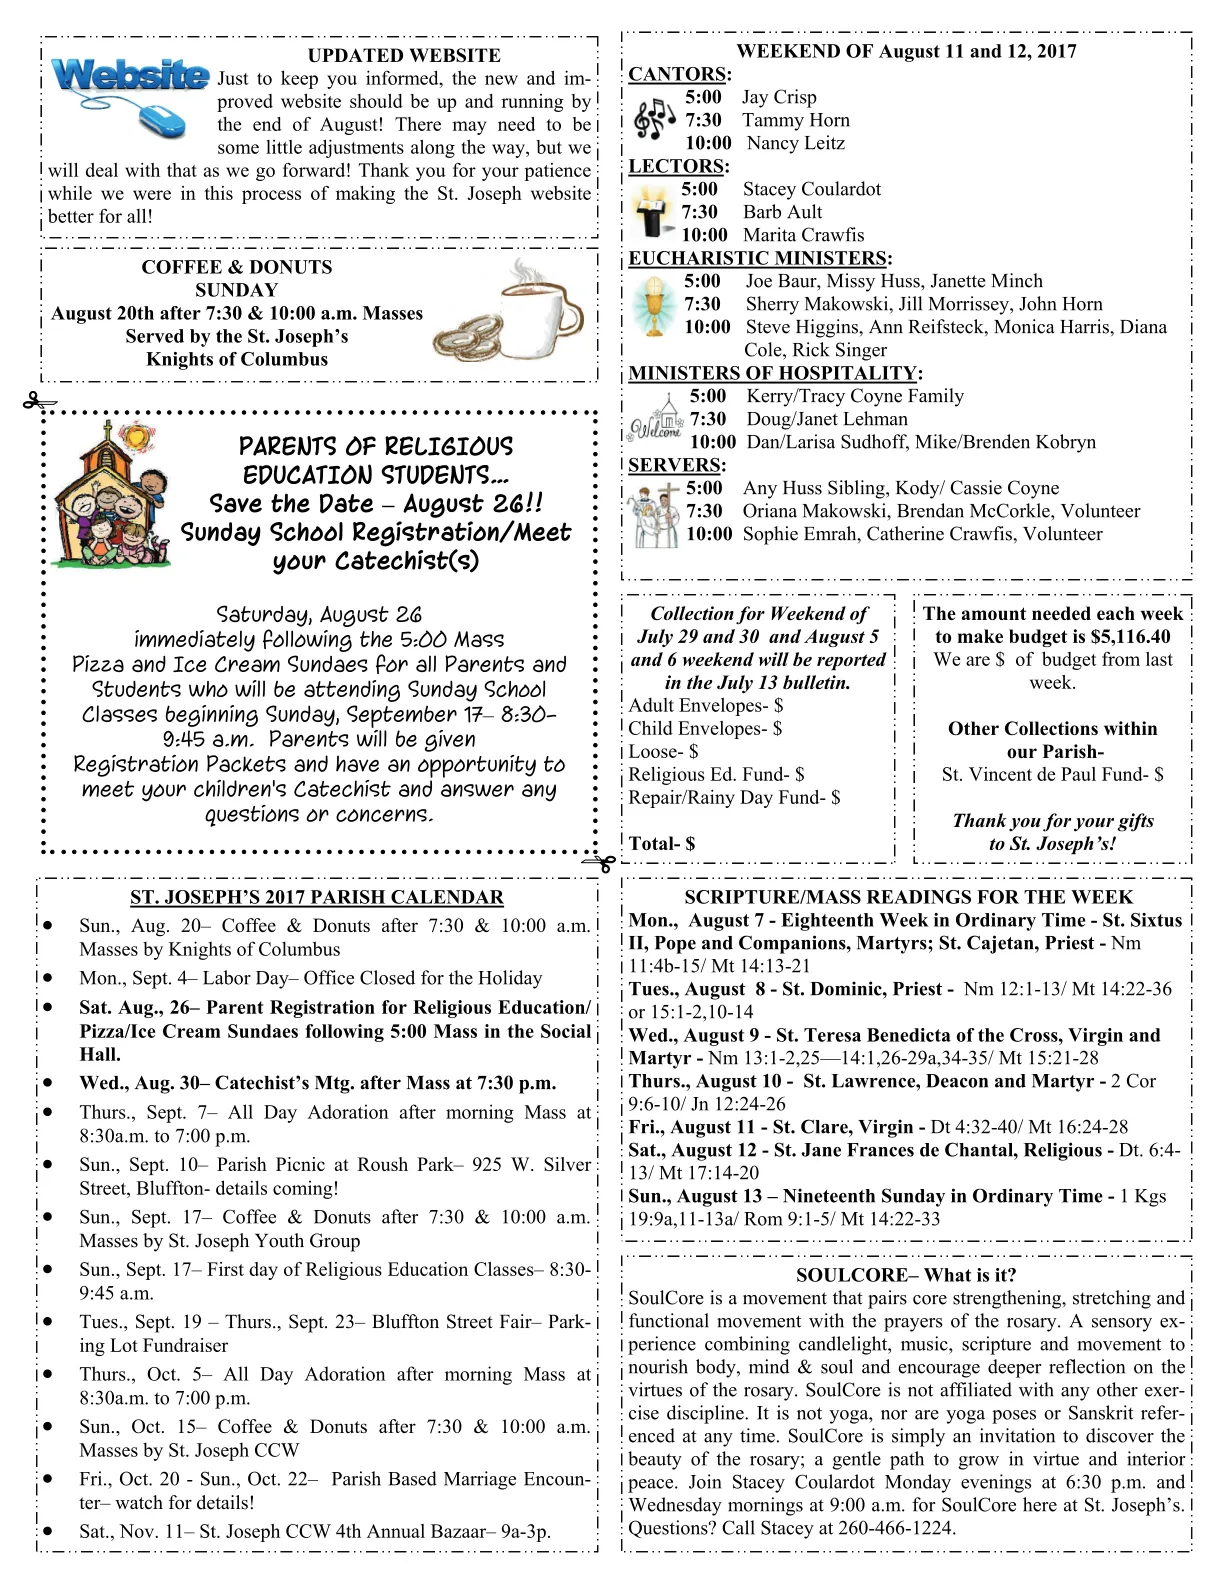 UPDATED WEBSITE
Website
Just to keep you informed, the new and im-
proved website should be up and running by
the end of August! There may need to be
some little adjustments along the way, but we
will deal with that as we go forward! Thank you for your patience
while we were in this process of making the St. Joseph website
better for all!
COFFEE & DONUTS
SUNDAY
August 20th after 7:30 & 10:00 a.m. Masses
Served by the St. Joseph's
Knights of Columbus
PARENTS OF RELIGIOUS
EDUCATION STUDENTS...
Save the Date – August 26!!
Sunday School Registration/Meet
your Catechist(s)
Saturday, August 26
immediately following the 5:00 Mass
Pizza and Ice Cream Sundaes for all Parents and
Students who will be attending Sunday School
Classes beginning Sunday, September 17– 8:30-
9:45 a.m. Parents will be given
Registration Packets and have an opportunity to
meet your children's Catechist and answer any
questions or concerns.
ST. JOSEPH'S 2017 PARISH CALENDAR
• Sun., Aug. 20– Coffee & Donuts after 7:30 & 10:00 a.m.
Masses by Knights of Columbus
• Mon., Sept. 4– Labor Day– Office Closed for the Holiday
• Sat. Aug., 26– Parent Registration for Religious Education/
Pizza/Ice Cream Sundaes following 5:00 Mass in the Social
Hall.
• Wed., Aug. 30– Catechist's Mtg. after Mass at 7:30 p.m.
• Thurs., Sept. 7– All Day Adoration after morning Mass at
8:30a.m. to 7:00 p.m.
• Sun., Sept. 10– Parish Picnic at Roush Park– 925 W. Silver
Street, Bluffton- details coming!
• Sun., Sept. 17– Coffee & Donuts after 7:30 & 10:00 a.m.
Masses by St. Joseph Youth Group
• Sun., Sept. 17– First day of Religious Education Classes– 8:30-
9:45 a.m.
• Tues., Sept. 19 – Thurs., Sept. 23– Bluffton Street Fair– Park-
ing Lot Fundraiser
• Thurs., Oct. 5– All Day Adoration after morning Mass at
8:30a.m. to 7:00 p.m.
• Sun., Oct. 15– Coffee & Donuts after 7:30 & 10:00 a.m.
Masses by St. Joseph CCW
• Fri., Oct. 20 - Sun., Oct. 22– Parish Based Marriage Encoun-
ter– watch for details!
• Sat., Nov. 11– St. Joseph CCW 4th Annual Bazaar– 9a-3p.
WEEKEND OF August 11 and 12, 2017
CANTORS:
5:00 Jay Crisp
7:30 Tammy Horn
10:00 Nancy Leitz
LECTORS:
5:00 Stacey Coulardot
7:30 Barb Ault
10:00 Marita Crawfis
EUCHARISTIC MINISTERS:
5:00 Joe Baur, Missy Huss, Janette Minch
7:30 Sherry Makowski, Jill Morrissey, John Horn
10:00 Steve Higgins, Ann Reifsteck, Monica Harris, Diana
Cole, Rick Singer
MINISTERS OF HOSPITALITY:
5:00 Kerry/Tracy Coyne Family
7:30 Doug/Janet Lehman
Welcome
10:00 Dan/Larisa Sudhoff, Mike/Brenden Kobryn
SERVERS:
5:00 Any Huss Sibling, Kody/ Cassie Coyne
7:30 Oriana Makowski, Brendan McCorkle, Volunteer
10:00 Sophie Emrah, Catherine Crawfis, Volunteer
Collection for Weekend of
July 29 and 30 and August 5
and 6 weekend will be reported
in the July 13 bulletin.
Adult Envelopes- $
Child Envelopes- $
Loose- $
Religious Ed. Fund- $
Repair/Rainy Day Fund- $
Total- $
The amount needed each week
to make budget is $5,116.40
We are $ of budget from last
week.
Other Collections within
our Parish-
St. Vincent de Paul Fund- $
Thank you for your gifts
to St. Joseph's!
SCRIPTURE/MASS READINGS FOR THE WEEK
Mon., August 7 - Eighteenth Week in Ordinary Time - St. Sixtus
II, Pope and Companions, Martyrs; St. Cajetan, Priest - Nm
11:4b-15/ Mt 14:13-21
Tues., August 8 - St. Dominic, Priest - Nm 12:1-13/ Mt 14:22-36
or 15:1-2,10-14
Wed., August 9 - St. Teresa Benedicta of the Cross, Virgin and
Martyr - Nm 13:1-2,25—14:1,26-29a,34-35/ Mt 15:21-28
Thurs., August 10 - St. Lawrence, Deacon and Martyr - 2 Cor
9:6-10/ Jn 12:24-26
Fri., August 11 - St. Clare, Virgin - Dt 4:32-40/ Mt 16:24-28
Sat., August 12 - St. Jane Frances de Chantal, Religious - Dt. 6:4-
13/ Mt 17:14-20
Sun., August 13 – Nineteenth Sunday in Ordinary Time - 1 Kgs
19:9a,11-13a/ Rom 9:1-5/ Mt 14:22-33
SOULCORE– What is it?
SoulCore is a movement that pairs core strengthening, stretching and
functional movement with the prayers of the rosary. A sensory ex-
perience combining candlelight, music, scripture and movement to
nourish body, mind & soul and encourage deeper reflection on the
virtues of the rosary. SoulCore is not affiliated with any other exer-
cise discipline. It is not yoga, nor are yoga poses or Sanskrit refer-
enced at any time. SoulCore is simply an invitation to discover the
beauty of the rosary; a gentle path to grow in virtue and interior
peace. Join Stacey Coulardot Monday evenings at 6:30 p.m. and
Wednesday mornings at 9:00 a.m. for SoulCore here at St. Joseph's.
Questions? Call Stacey at 260-466-1224.